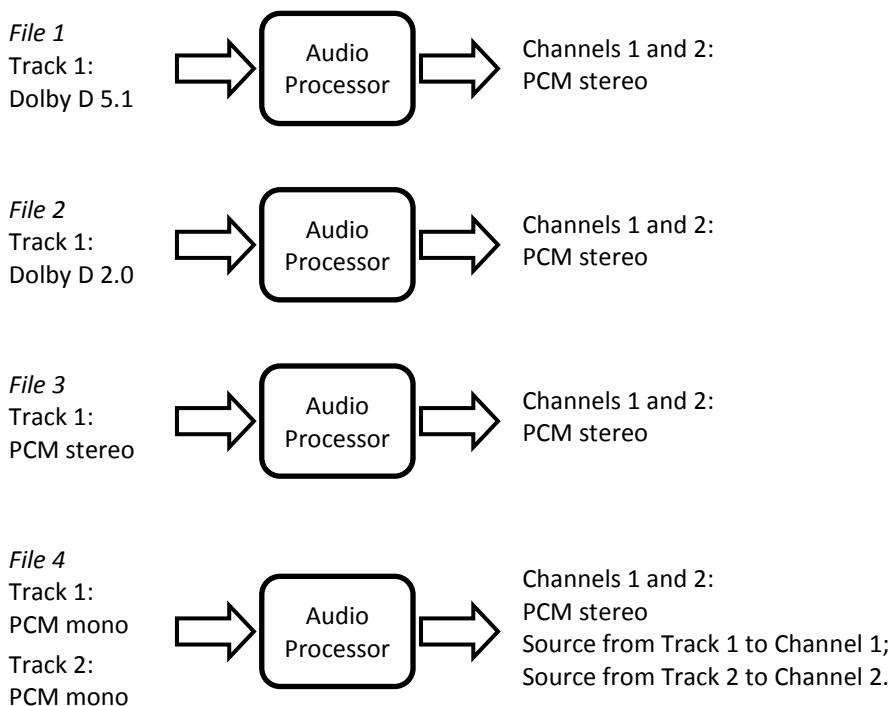 File 1
Track 1:
Dolby D 5.1
Audio
Processor
Channels 1 and 2:
PCM stereo
File 2
Track 1:
Dolby D 2.0
Audio
Processor
Channels 1 and 2:
PCM stereo
File 3
Track 1:
PCM stereo
Audio
Processor
Channels 1 and 2:
PCM stereo
File 4
Track 1:
PCM mono
Track 2:
PCM mono
Audio
Processor
Channels 1 and 2:
PCM stereo
Source from Track 1 to Channel 1;
Source from Track 2 to Channel 2.